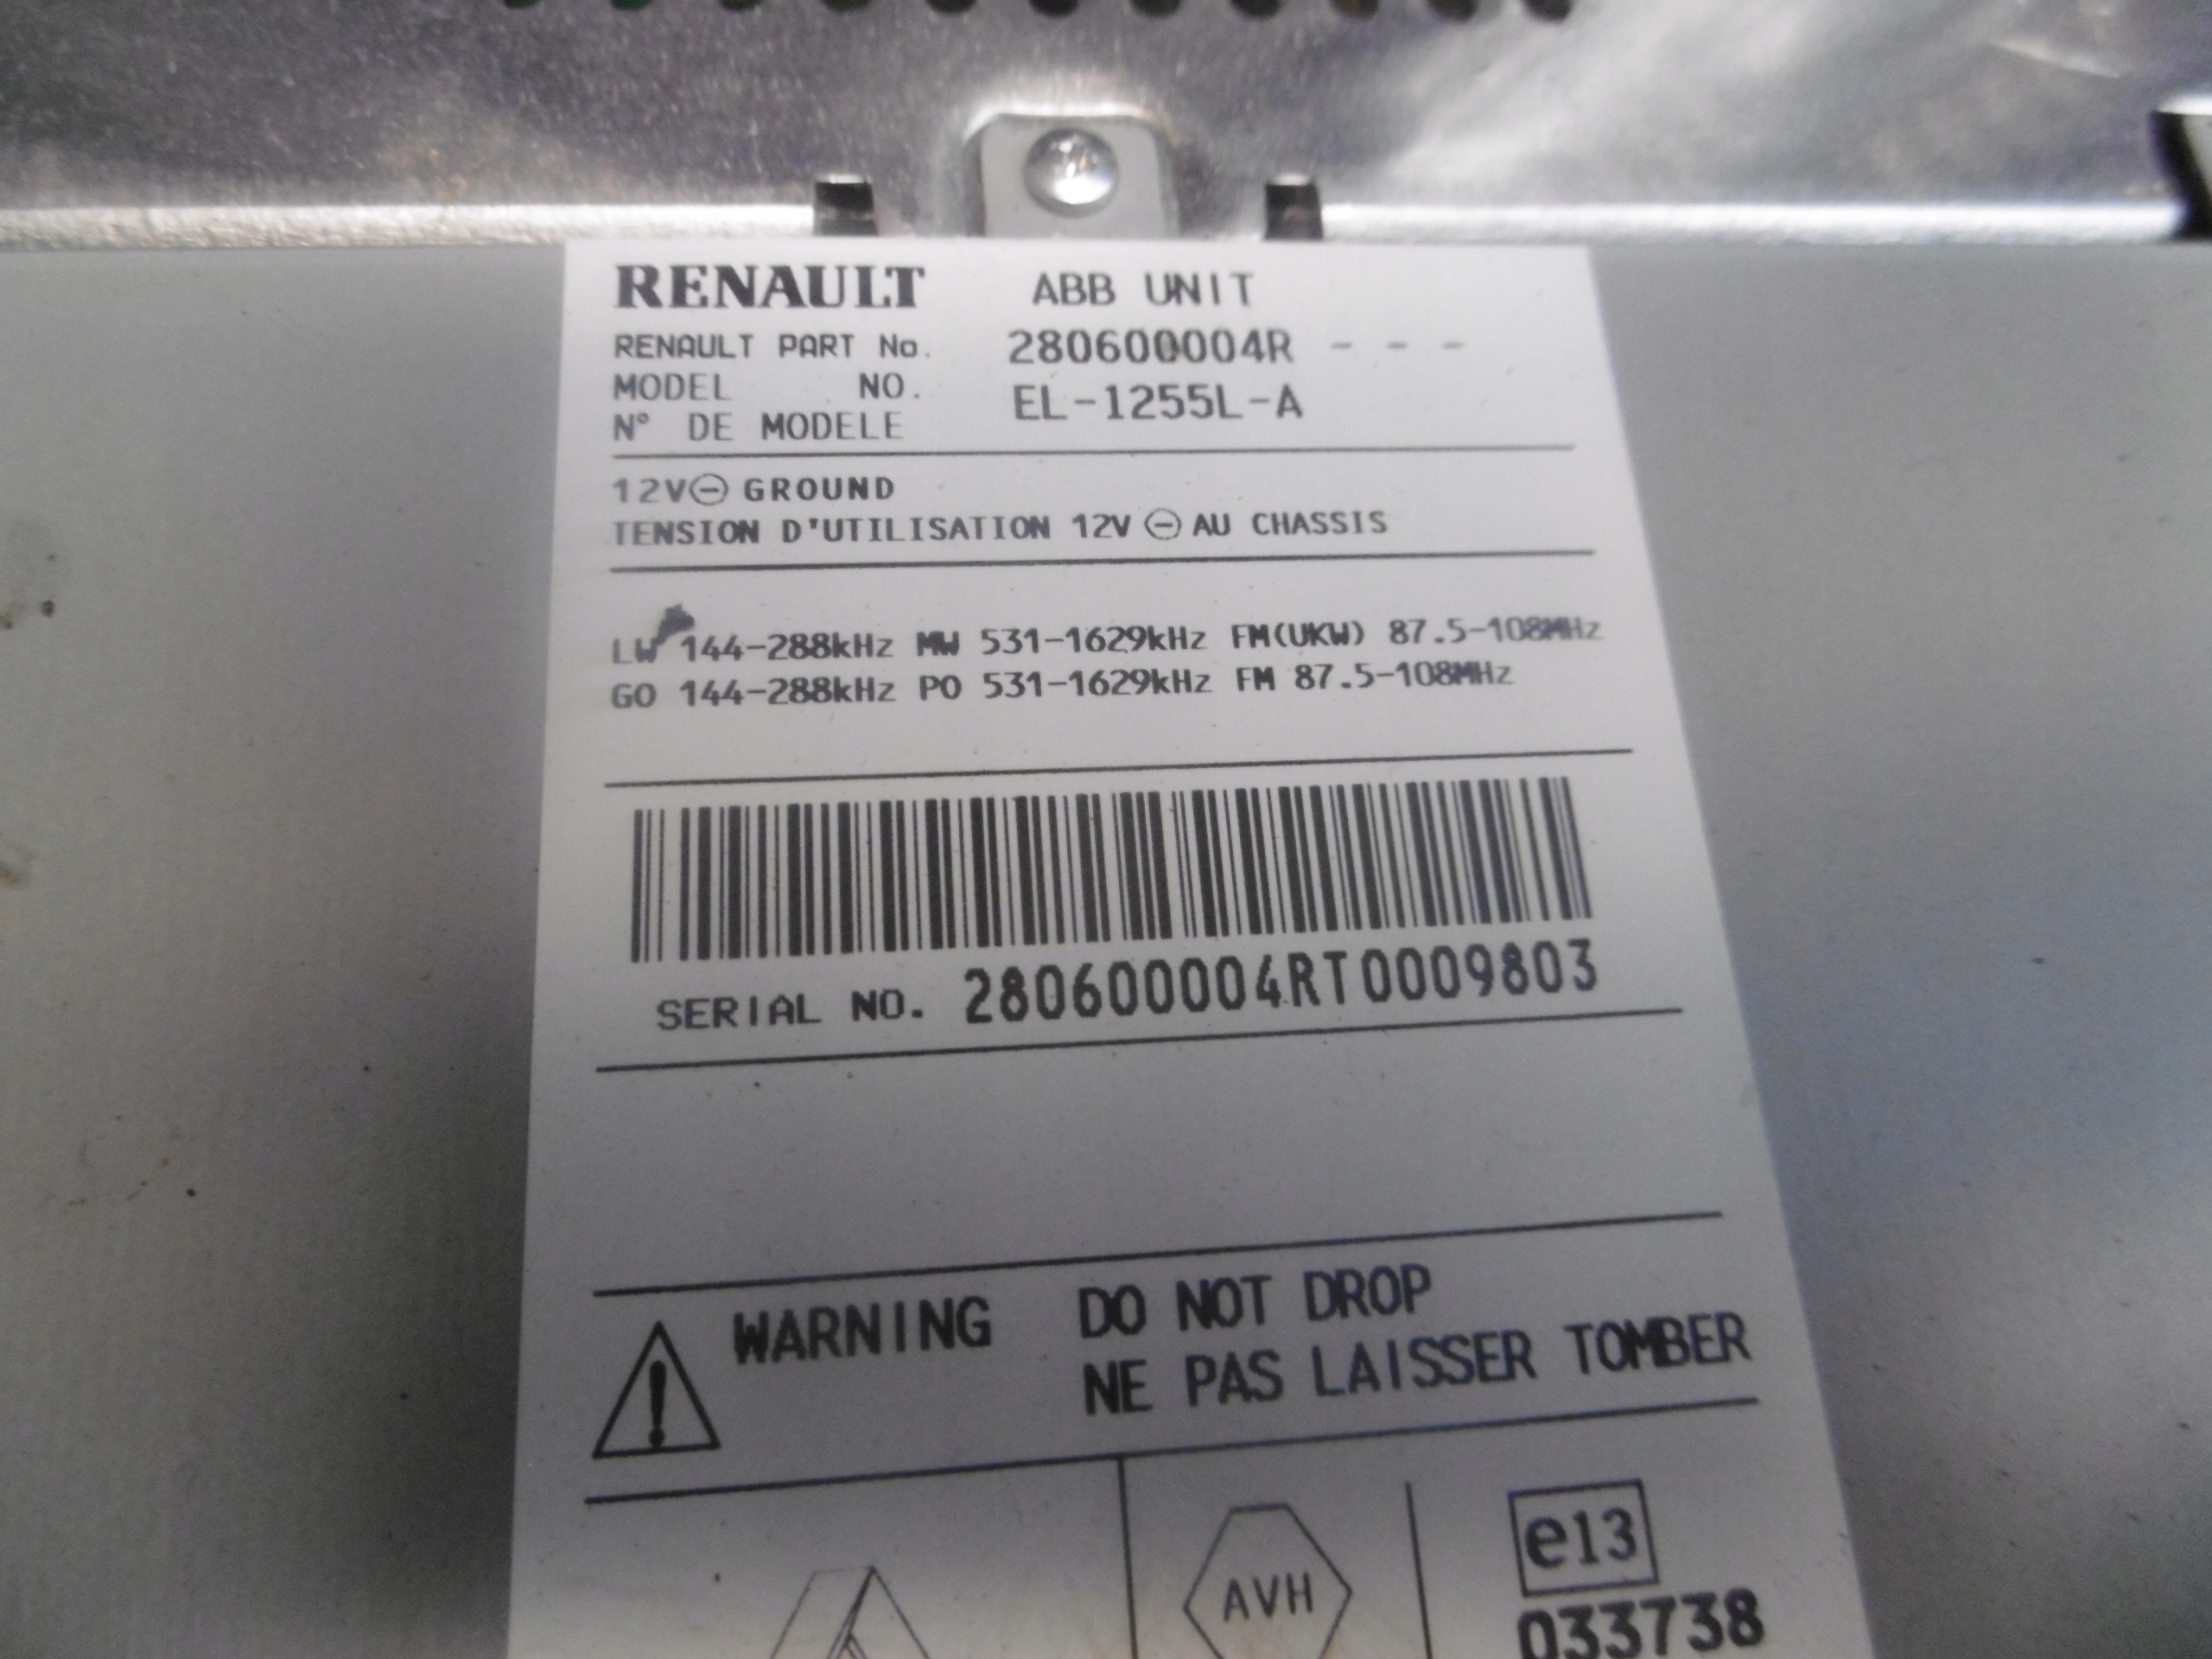 RENAULT ABB UNIT
RENAULT PART No. 280600004R - - -
MODEL NO. EL-1255L-A
N° DE MODELE
12V⊖ GROUND
TENSION D'UTILISATION 12V ⊖ AU CHASSIS
LW 144-288kHz MW 531-1629kHz FM(UKW) 87.5-108MHz
GO 144-288kHz PO 531-1629kHz FM 87.5-108MHz
SERIAL NO. 280600004RT0009803
WARNING DO NOT DROP
NE PAS LAISSER TOMBER
AVH
e13
033738